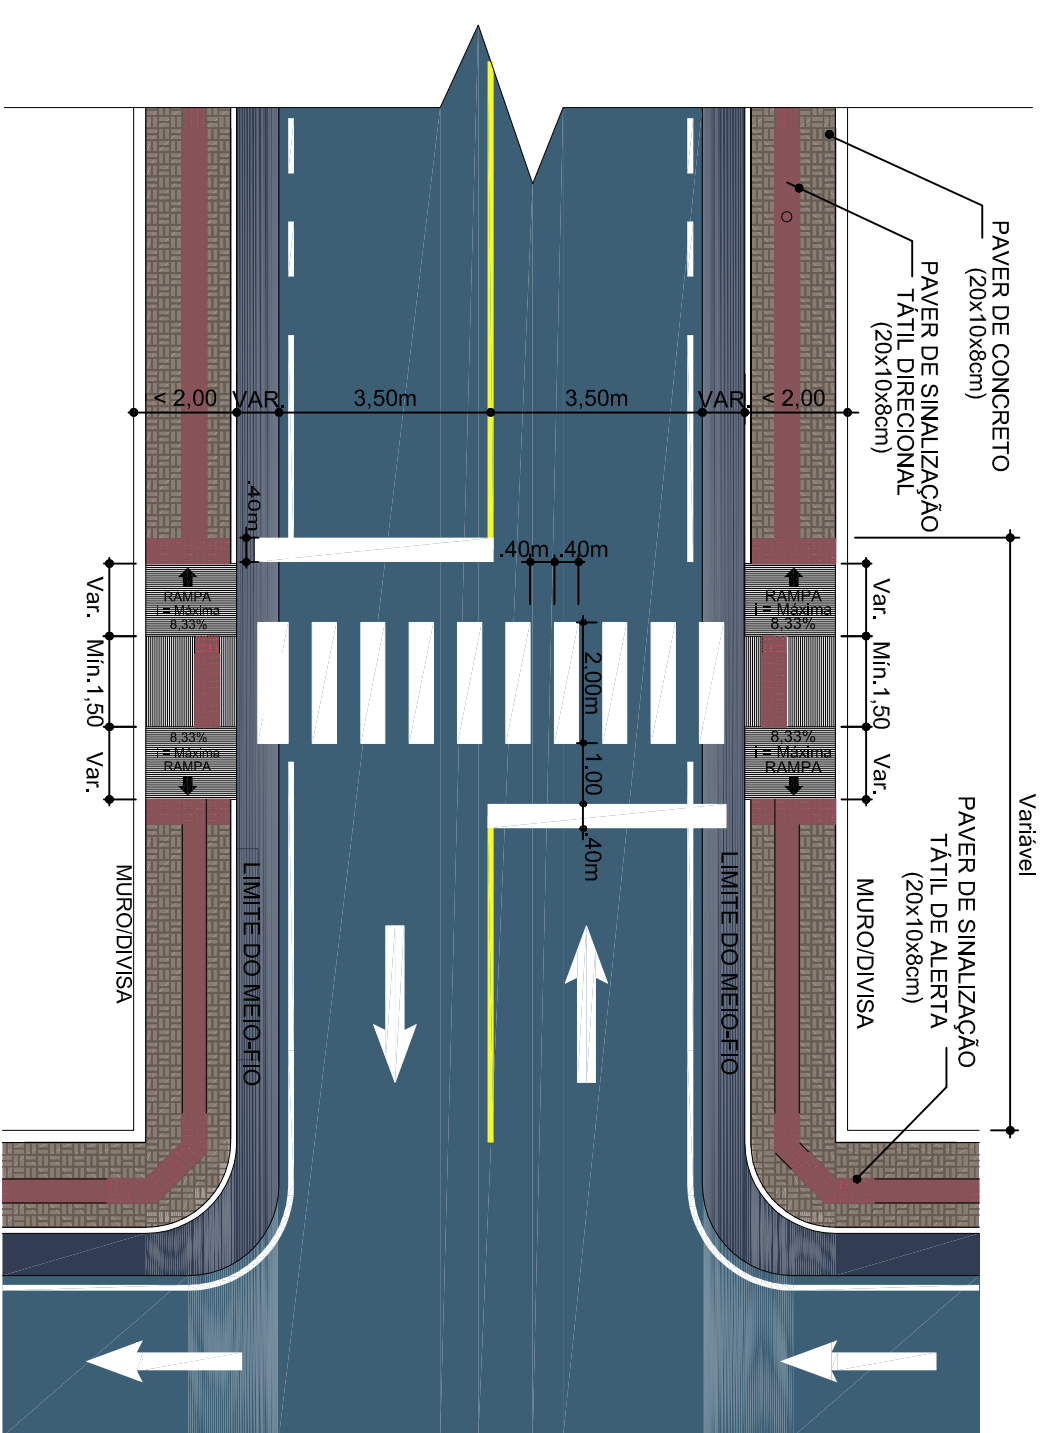 PAVER DE CONCRETO
(20x10x8cm)
PAVER DE SINALIZAÇÃO
TÁTIL DIRECIONAL
(20x10x8cm)
< 2,00
VAR.
3,50m
3,50m
VAR.
< 2,00
.40m
.40m
.40m
Var.
RAMPA
i = Máxima
8,33%
RAMPA
i = Máxima
8,33%
Var.
Mín.1,50
2,00m
Mín.1,50
Var.
8,33%
i = Máxima
RAMPA
1.00
8,33%
i = Máxima
RAMPA
Var.
.40m
Variável
PAVER DE SINALIZAÇÃO
TÁTIL DE ALERTA
(20x10x8cm)
MURO/DIVISA
LIMITE DO MEIO-FIO
LIMITE DO MEIO-FIO
MURO/DIVISA